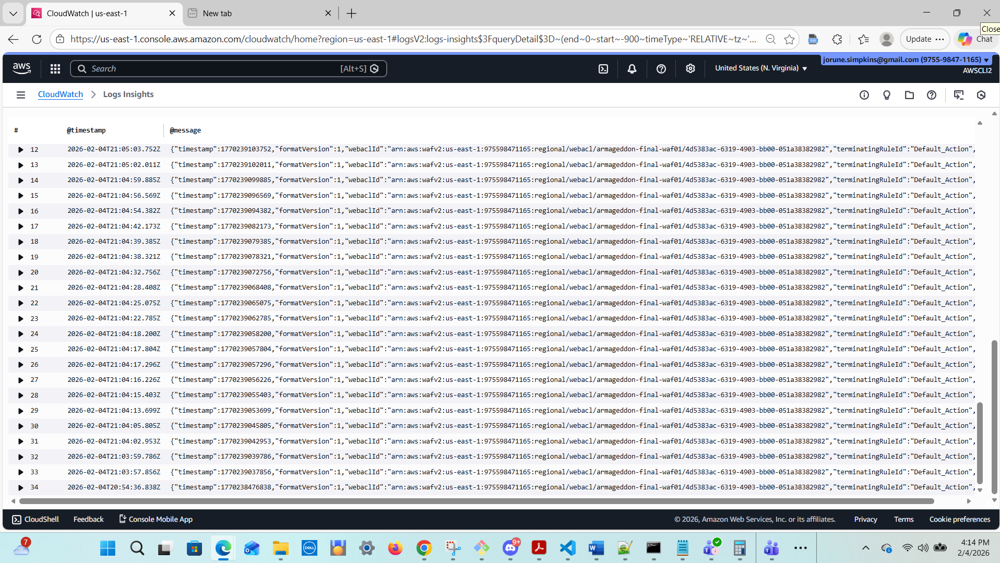 CloudWatch | us-east-1
New tab
Close
https://us-east-1.console.aws.amazon.com/cloudwatch/home?region=us-east-1#logsV2:logs-insights$3FqueryDetail$3D~(end~0~start~-900~timeType~'RELATIVE~tz~'...
Update
Chat
aws
Search
[Alt+S]
United States (N. Virginia)
jorune.simpkins@gmail.com (9755-9847-1165)
AWSCLI2
CloudWatch
Logs Insights
# @timestamp @message
12 2026-02-04T21:05:03.752Z {"timestamp":1770239103752,"formatVersion":1,"webaclId":"arn:aws:wafv2:us-east-1:975598471165:regional/webacl/armageddon-final-waf01/4d5383ac-6319-4903-bb00-051a38382982","terminatingRuleId":"Default_Action",
13 2026-02-04T21:05:02.011Z {"timestamp":1770239102011,"formatVersion":1,"webaclId":"arn:aws:wafv2:us-east-1:975598471165:regional/webacl/armageddon-final-waf01/4d5383ac-6319-4903-bb00-051a38382982","terminatingRuleId":"Default_Action",
14 2026-02-04T21:04:59.885Z {"timestamp":1770239099885,"formatVersion":1,"webaclId":"arn:aws:wafv2:us-east-1:975598471165:regional/webacl/armageddon-final-waf01/4d5383ac-6319-4903-bb00-051a38382982","terminatingRuleId":"Default_Action",
15 2026-02-04T21:04:56.569Z {"timestamp":1770239096569,"formatVersion":1,"webaclId":"arn:aws:wafv2:us-east-1:975598471165:regional/webacl/armageddon-final-waf01/4d5383ac-6319-4903-bb00-051a38382982","terminatingRuleId":"Default_Action",
16 2026-02-04T21:04:54.382Z {"timestamp":1770239094382,"formatVersion":1,"webaclId":"arn:aws:wafv2:us-east-1:975598471165:regional/webacl/armageddon-final-waf01/4d5383ac-6319-4903-bb00-051a38382982","terminatingRuleId":"Default_Action",
17 2026-02-04T21:04:42.173Z {"timestamp":1770239082173,"formatVersion":1,"webaclId":"arn:aws:wafv2:us-east-1:975598471165:regional/webacl/armageddon-final-waf01/4d5383ac-6319-4903-bb00-051a38382982","terminatingRuleId":"Default_Action",
18 2026-02-04T21:04:39.385Z {"timestamp":1770239079385,"formatVersion":1,"webaclId":"arn:aws:wafv2:us-east-1:975598471165:regional/webacl/armageddon-final-waf01/4d5383ac-6319-4903-bb00-051a38382982","terminatingRuleId":"Default_Action",
19 2026-02-04T21:04:38.321Z {"timestamp":1770239078321,"formatVersion":1,"webaclId":"arn:aws:wafv2:us-east-1:975598471165:regional/webacl/armageddon-final-waf01/4d5383ac-6319-4903-bb00-051a38382982","terminatingRuleId":"Default_Action",
20 2026-02-04T21:04:32.756Z {"timestamp":1770239072756,"formatVersion":1,"webaclId":"arn:aws:wafv2:us-east-1:975598471165:regional/webacl/armageddon-final-waf01/4d5383ac-6319-4903-bb00-051a38382982","terminatingRuleId":"Default_Action",
21 2026-02-04T21:04:28.408Z {"timestamp":1770239068408,"formatVersion":1,"webaclId":"arn:aws:wafv2:us-east-1:975598471165:regional/webacl/armageddon-final-waf01/4d5383ac-6319-4903-bb00-051a38382982","terminatingRuleId":"Default_Action",
22 2026-02-04T21:04:25.075Z {"timestamp":1770239065075,"formatVersion":1,"webaclId":"arn:aws:wafv2:us-east-1:975598471165:regional/webacl/armageddon-final-waf01/4d5383ac-6319-4903-bb00-051a38382982","terminatingRuleId":"Default_Action",
23 2026-02-04T21:04:22.785Z {"timestamp":1770239062785,"formatVersion":1,"webaclId":"arn:aws:wafv2:us-east-1:975598471165:regional/webacl/armageddon-final-waf01/4d5383ac-6319-4903-bb00-051a38382982","terminatingRuleId":"Default_Action",
24 2026-02-04T21:04:18.200Z {"timestamp":1770239058200,"formatVersion":1,"webaclId":"arn:aws:wafv2:us-east-1:975598471165:regional/webacl/armageddon-final-waf01/4d5383ac-6319-4903-bb00-051a38382982","terminatingRuleId":"Default_Action",
25 2026-02-04T21:04:17.804Z {"timestamp":1770239057804,"formatVersion":1,"webaclId":"arn:aws:wafv2:us-east-1:975598471165:regional/webacl/armageddon-final-waf01/4d5383ac-6319-4903-bb00-051a38382982","terminatingRuleId":"Default_Action",
26 2026-02-04T21:04:17.296Z {"timestamp":1770239057296,"formatVersion":1,"webaclId":"arn:aws:wafv2:us-east-1:975598471165:regional/webacl/armageddon-final-waf01/4d5383ac-6319-4903-bb00-051a38382982","terminatingRuleId":"Default_Action",
27 2026-02-04T21:04:16.226Z {"timestamp":1770239056226,"formatVersion":1,"webaclId":"arn:aws:wafv2:us-east-1:975598471165:regional/webacl/armageddon-final-waf01/4d5383ac-6319-4903-bb00-051a38382982","terminatingRuleId":"Default_Action",
28 2026-02-04T21:04:15.403Z {"timestamp":1770239055403,"formatVersion":1,"webaclId":"arn:aws:wafv2:us-east-1:975598471165:regional/webacl/armageddon-final-waf01/4d5383ac-6319-4903-bb00-051a38382982","terminatingRuleId":"Default_Action",
29 2026-02-04T21:04:13.699Z {"timestamp":1770239053699,"formatVersion":1,"webaclId":"arn:aws:wafv2:us-east-1:975598471165:regional/webacl/armageddon-final-waf01/4d5383ac-6319-4903-bb00-051a38382982","terminatingRuleId":"Default_Action",
30 2026-02-04T21:04:05.805Z {"timestamp":1770239045805,"formatVersion":1,"webaclId":"arn:aws:wafv2:us-east-1:975598471165:regional/webacl/armageddon-final-waf01/4d5383ac-6319-4903-bb00-051a38382982","terminatingRuleId":"Default_Action",
31 2026-02-04T21:04:02.953Z {"timestamp":1770239042953,"formatVersion":1,"webaclId":"arn:aws:wafv2:us-east-1:975598471165:regional/webacl/armageddon-final-waf01/4d5383ac-6319-4903-bb00-051a38382982","terminatingRuleId":"Default_Action",
32 2026-02-04T21:03:59.786Z {"timestamp":1770239039786,"formatVersion":1,"webaclId":"arn:aws:wafv2:us-east-1:975598471165:regional/webacl/armageddon-final-waf01/4d5383ac-6319-4903-bb00-051a38382982","terminatingRuleId":"Default_Action",
33 2026-02-04T21:03:57.856Z {"timestamp":1770239037856,"formatVersion":1,"webaclId":"arn:aws:wafv2:us-east-1:975598471165:regional/webacl/armageddon-final-waf01/4d5383ac-6319-4903-bb00-051a38382982","terminatingRuleId":"Default_Action",
34 2026-02-04T20:54:36.838Z {"timestamp":1770238476838,"formatVersion":1,"webaclId":"arn:aws:wafv2:us-east-1:975598471165:regional/webacl/armageddon-final-waf01/4d5383ac-6319-4903-bb00-051a38382982","terminatingRuleId":"Default_Action",
CloudShell
Feedback
Console Mobile App
© 2026, Amazon Web Services, Inc. or its affiliates.
Privacy
Terms
Cookie preferences
7
DELL
9+
4:14 PM
2/4/2026